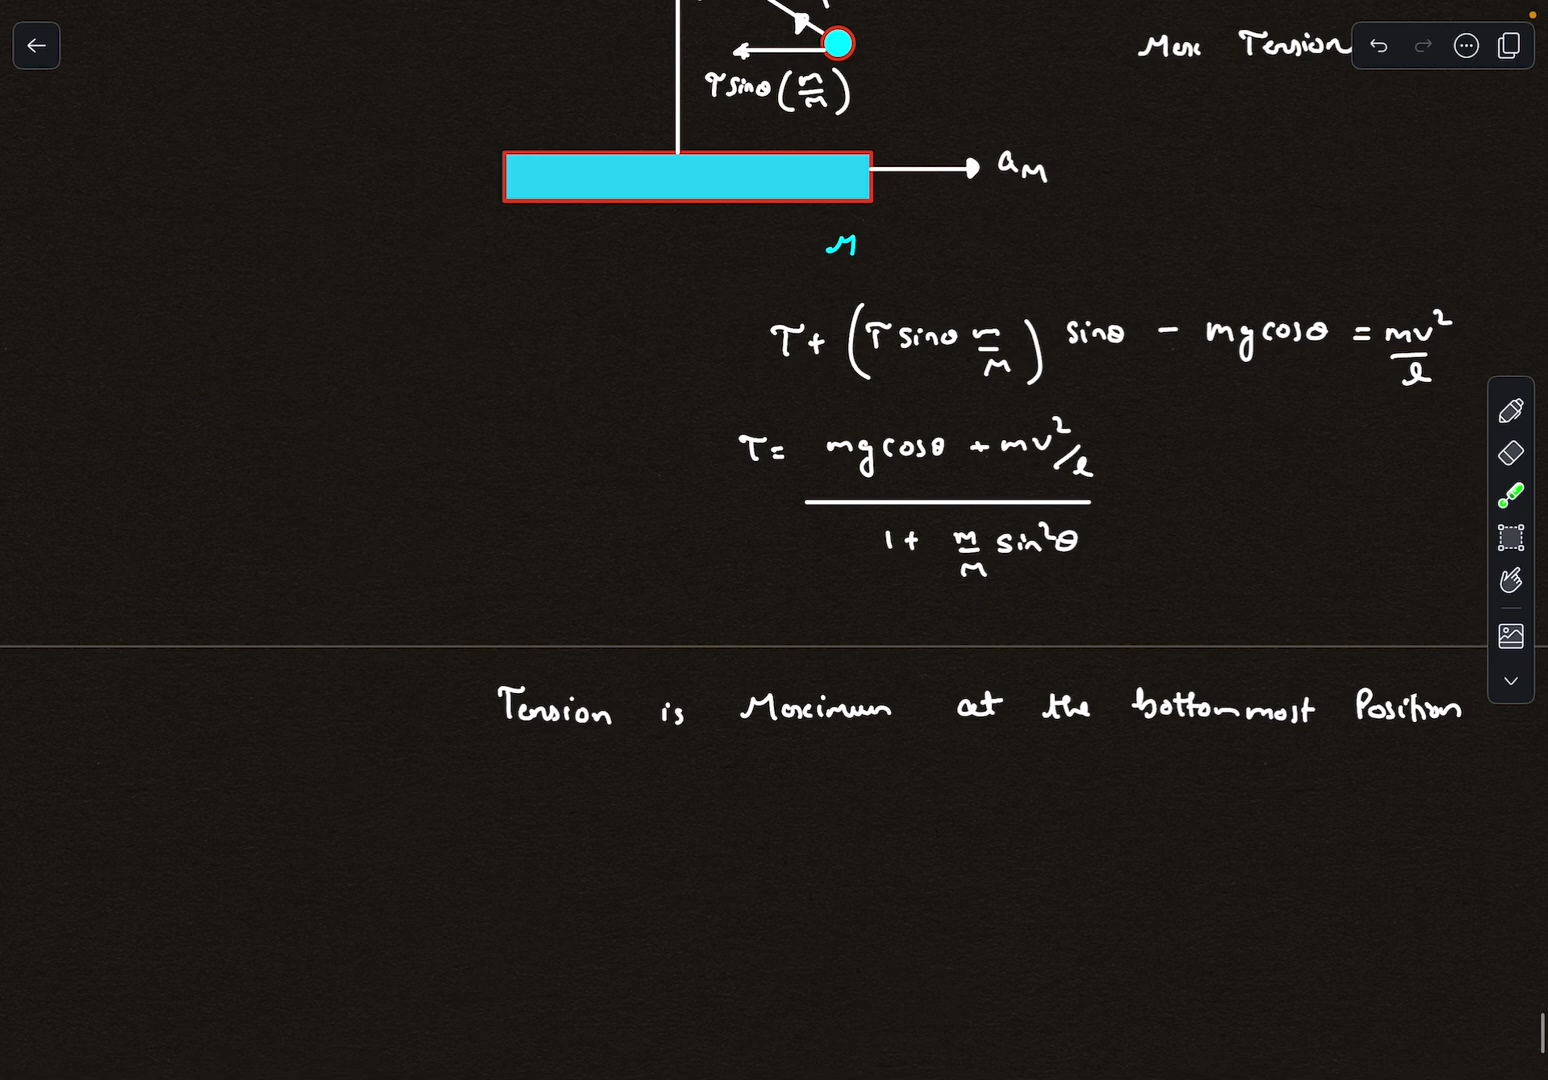 Max Tension
T sinθ (m/M)
a_M
M
T + (T sinθ m/M) sinθ - mg cosθ = mv²/l
T = (mg cosθ + mv²/l) / (1 + m/M sin²θ)
Tension is Maximum at the bottommost Position